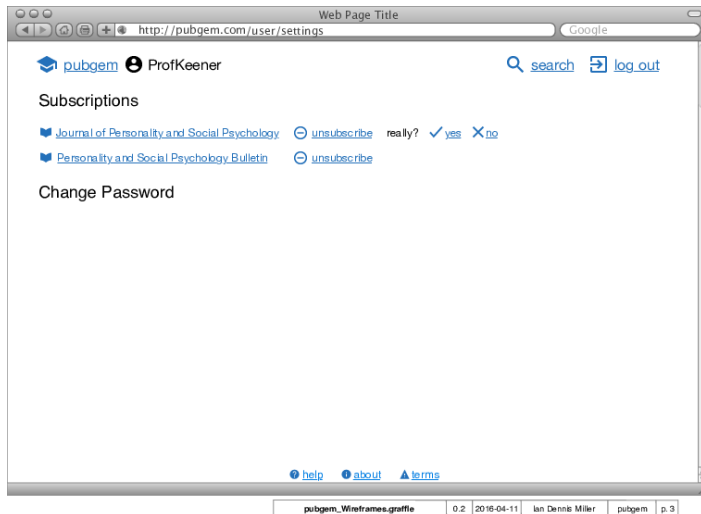 Web Page Title
http://pubgem.com/user/settings Google
pubgem ProfKeener search log out
Subscriptions
Journal of Personality and Social Psychology unsubscribe really? yes no
Personality and Social Psychology Bulletin unsubscribe
Change Password
help about terms
pubgem_Wireframes.graffle 0.2 2016-04-11 Ian Dennis Miller pubgem p. 3